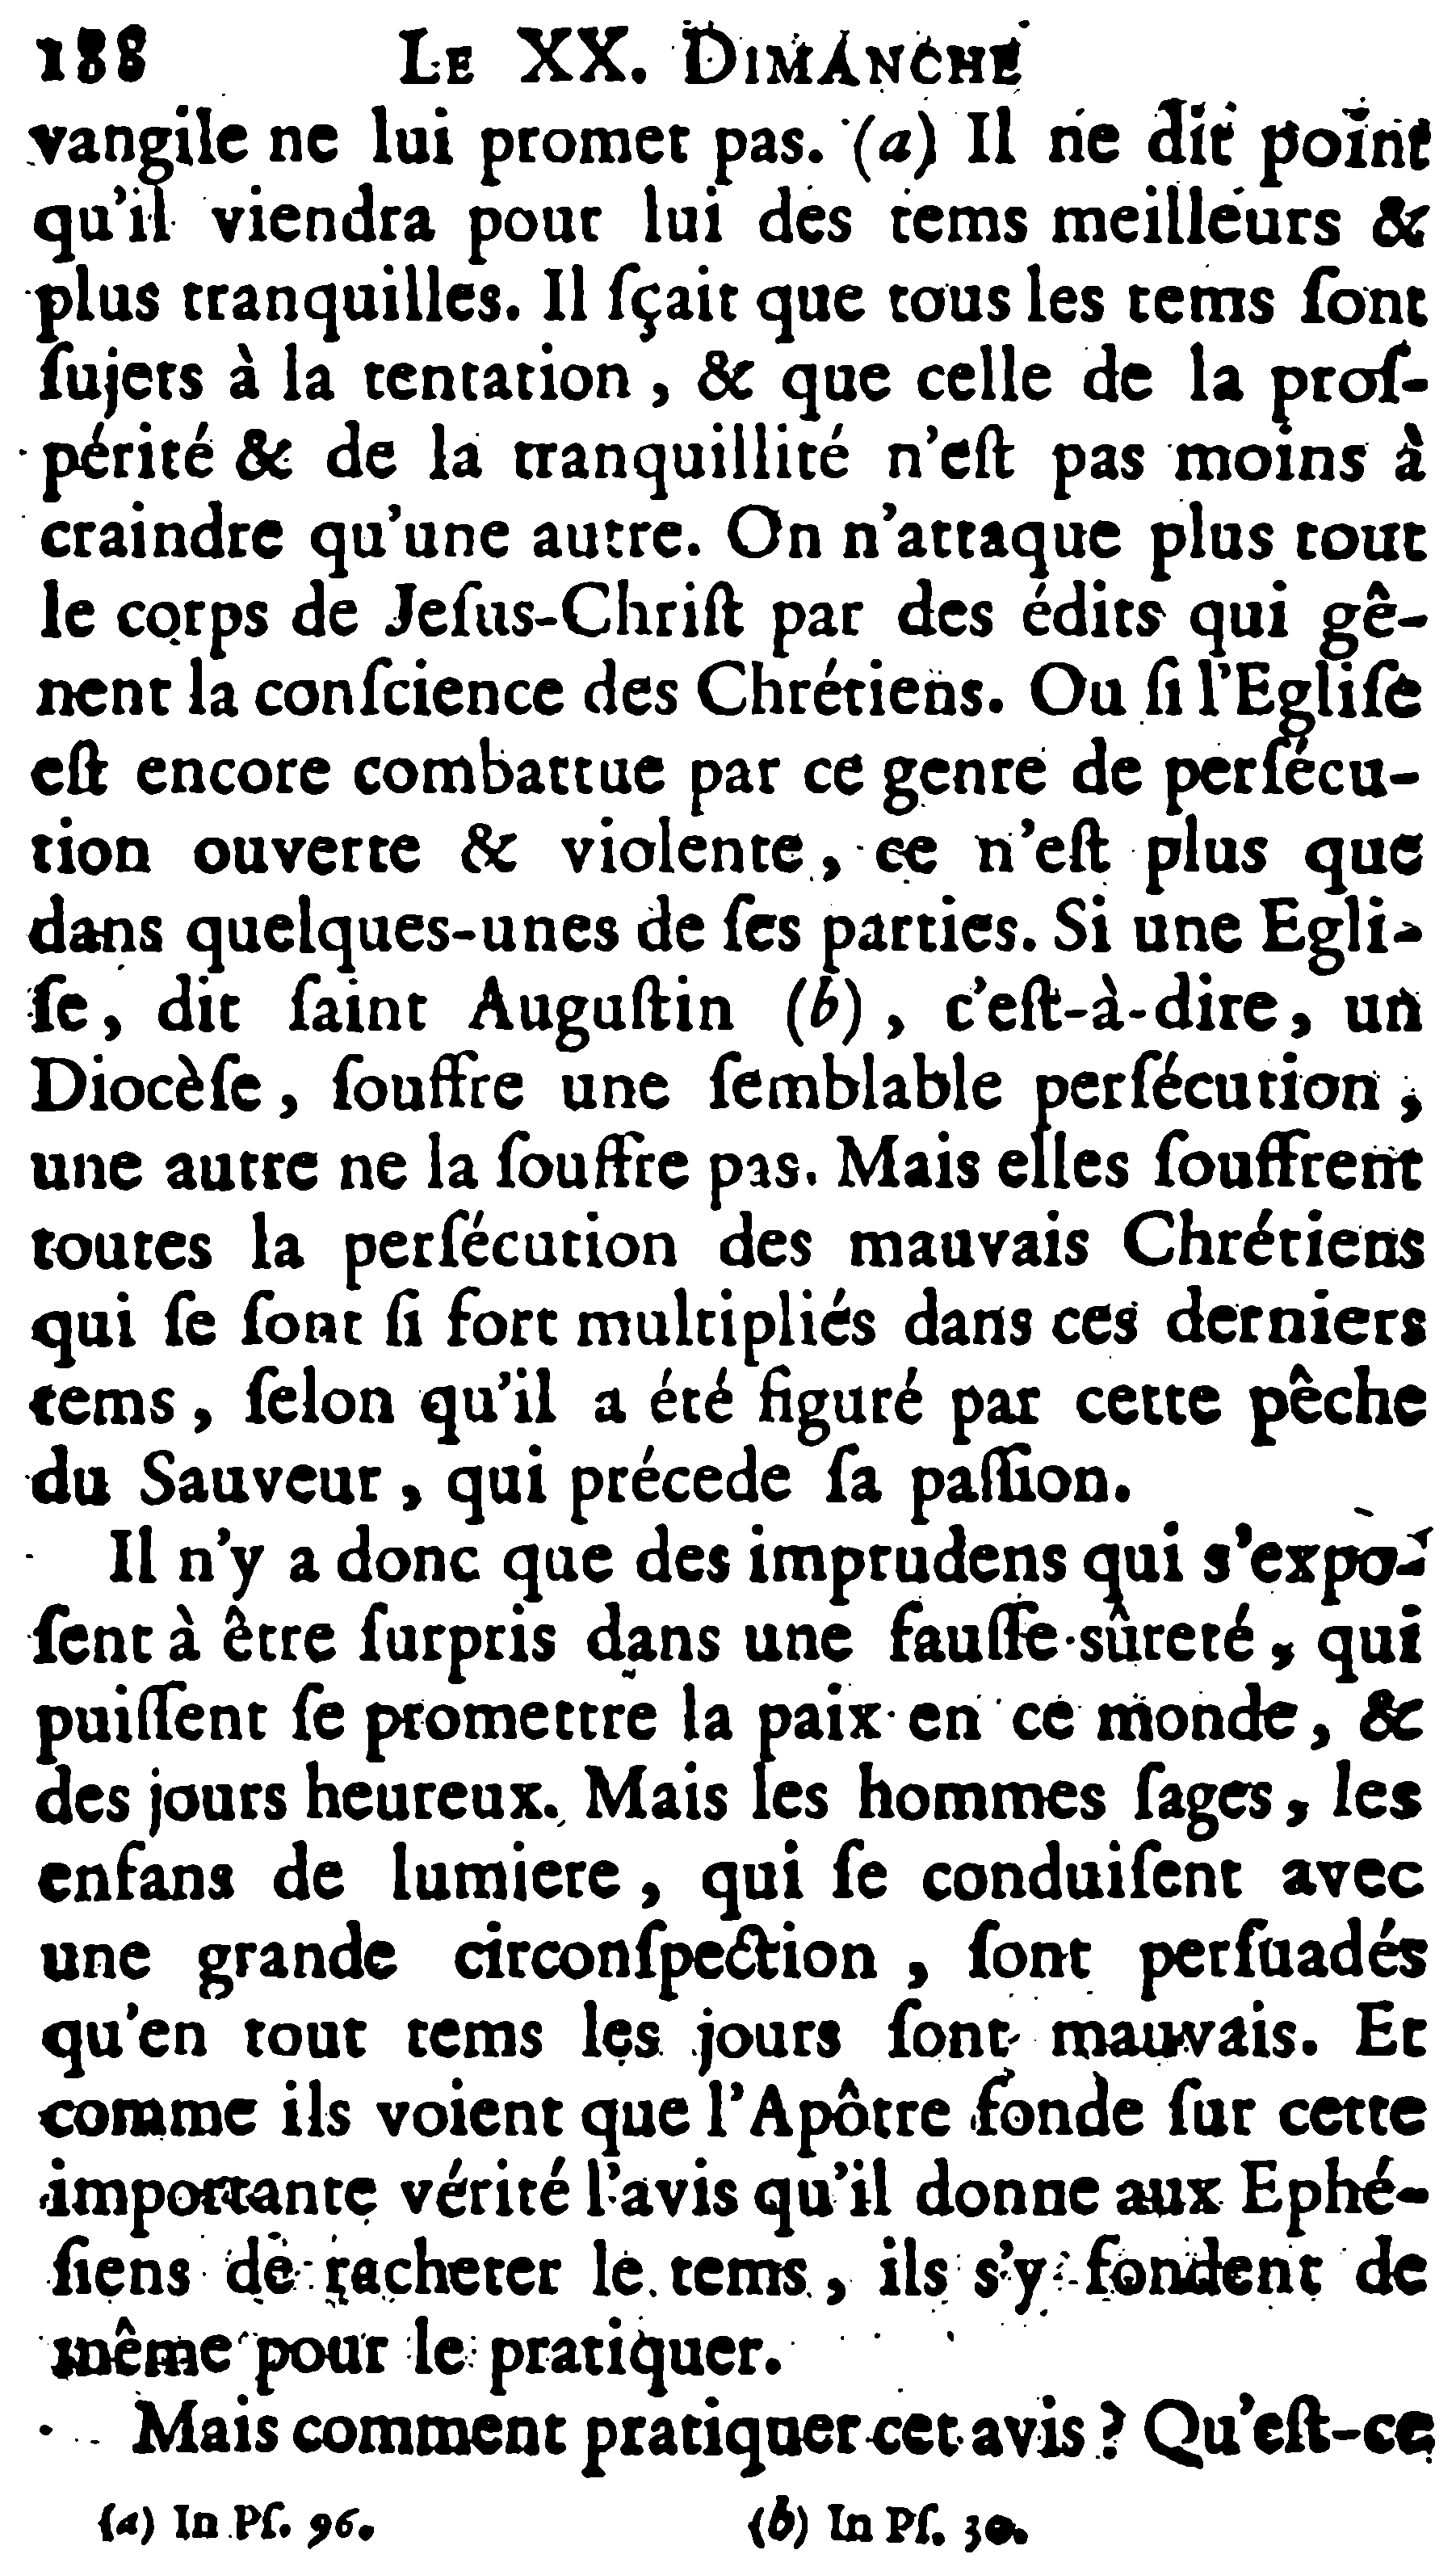 188 LE XX. DIMANCHE
vangile ne lui promet pas. (a) Il ne dit point
qu'il viendra pour lui des tems meilleurs &
plus tranquilles. Il ſçait que tous les tems ſont
ſujets à la tentation , & que celle de la proſ-
périté & de la tranquillité n'eſt pas moins à
craindre qu'une autre. On n'attaque plus tout
le corps de Jeſus-Chriſt par des édits qui gê-
nent la conſcience des Chrétiens. Ou ſi l'Egliſe
eſt encore combattue par ce genre de perſécu-
tion ouverte & violente , ce n'eſt plus que
dans quelques-unes de ſes parties. Si une Egli-
ſe , dit ſaint Auguſtin (b) , c'eſt-à-dire , un
Diocèſe , ſouffre une ſemblable perſécution ,
une autre ne la ſouffre pas. Mais elles ſouffrent
toutes la perſécution des mauvais Chrétiens
qui ſe ſont ſi fort multipliés dans ces derniers
tems , ſelon qu'il a été figuré par cette pêche
du Sauveur , qui précede ſa paſſion.
Il n'y a donc que des imprudens qui s'expo-
ſent à être ſurpris dans une fauſſe sûreté , qui
puiſſent ſe promettre la paix en ce monde , &
des jours heureux. Mais les hommes ſages , les
enfans de lumiere , qui ſe conduiſent avec
une grande circonſpection , ſont perſuadés
qu'en tout tems les jours ſont mauvais. Et
comme ils voient que l'Apôtre fonde ſur cette
importante vérité l'avis qu'il donne aux Ephé-
ſiens de racheter le tems , ils s'y fondent de
même pour le pratiquer.
Mais comment pratiquer cet avis ? Qu'eſt-ce
(a) In Pſ. 96. (b) In Pſ. 30.